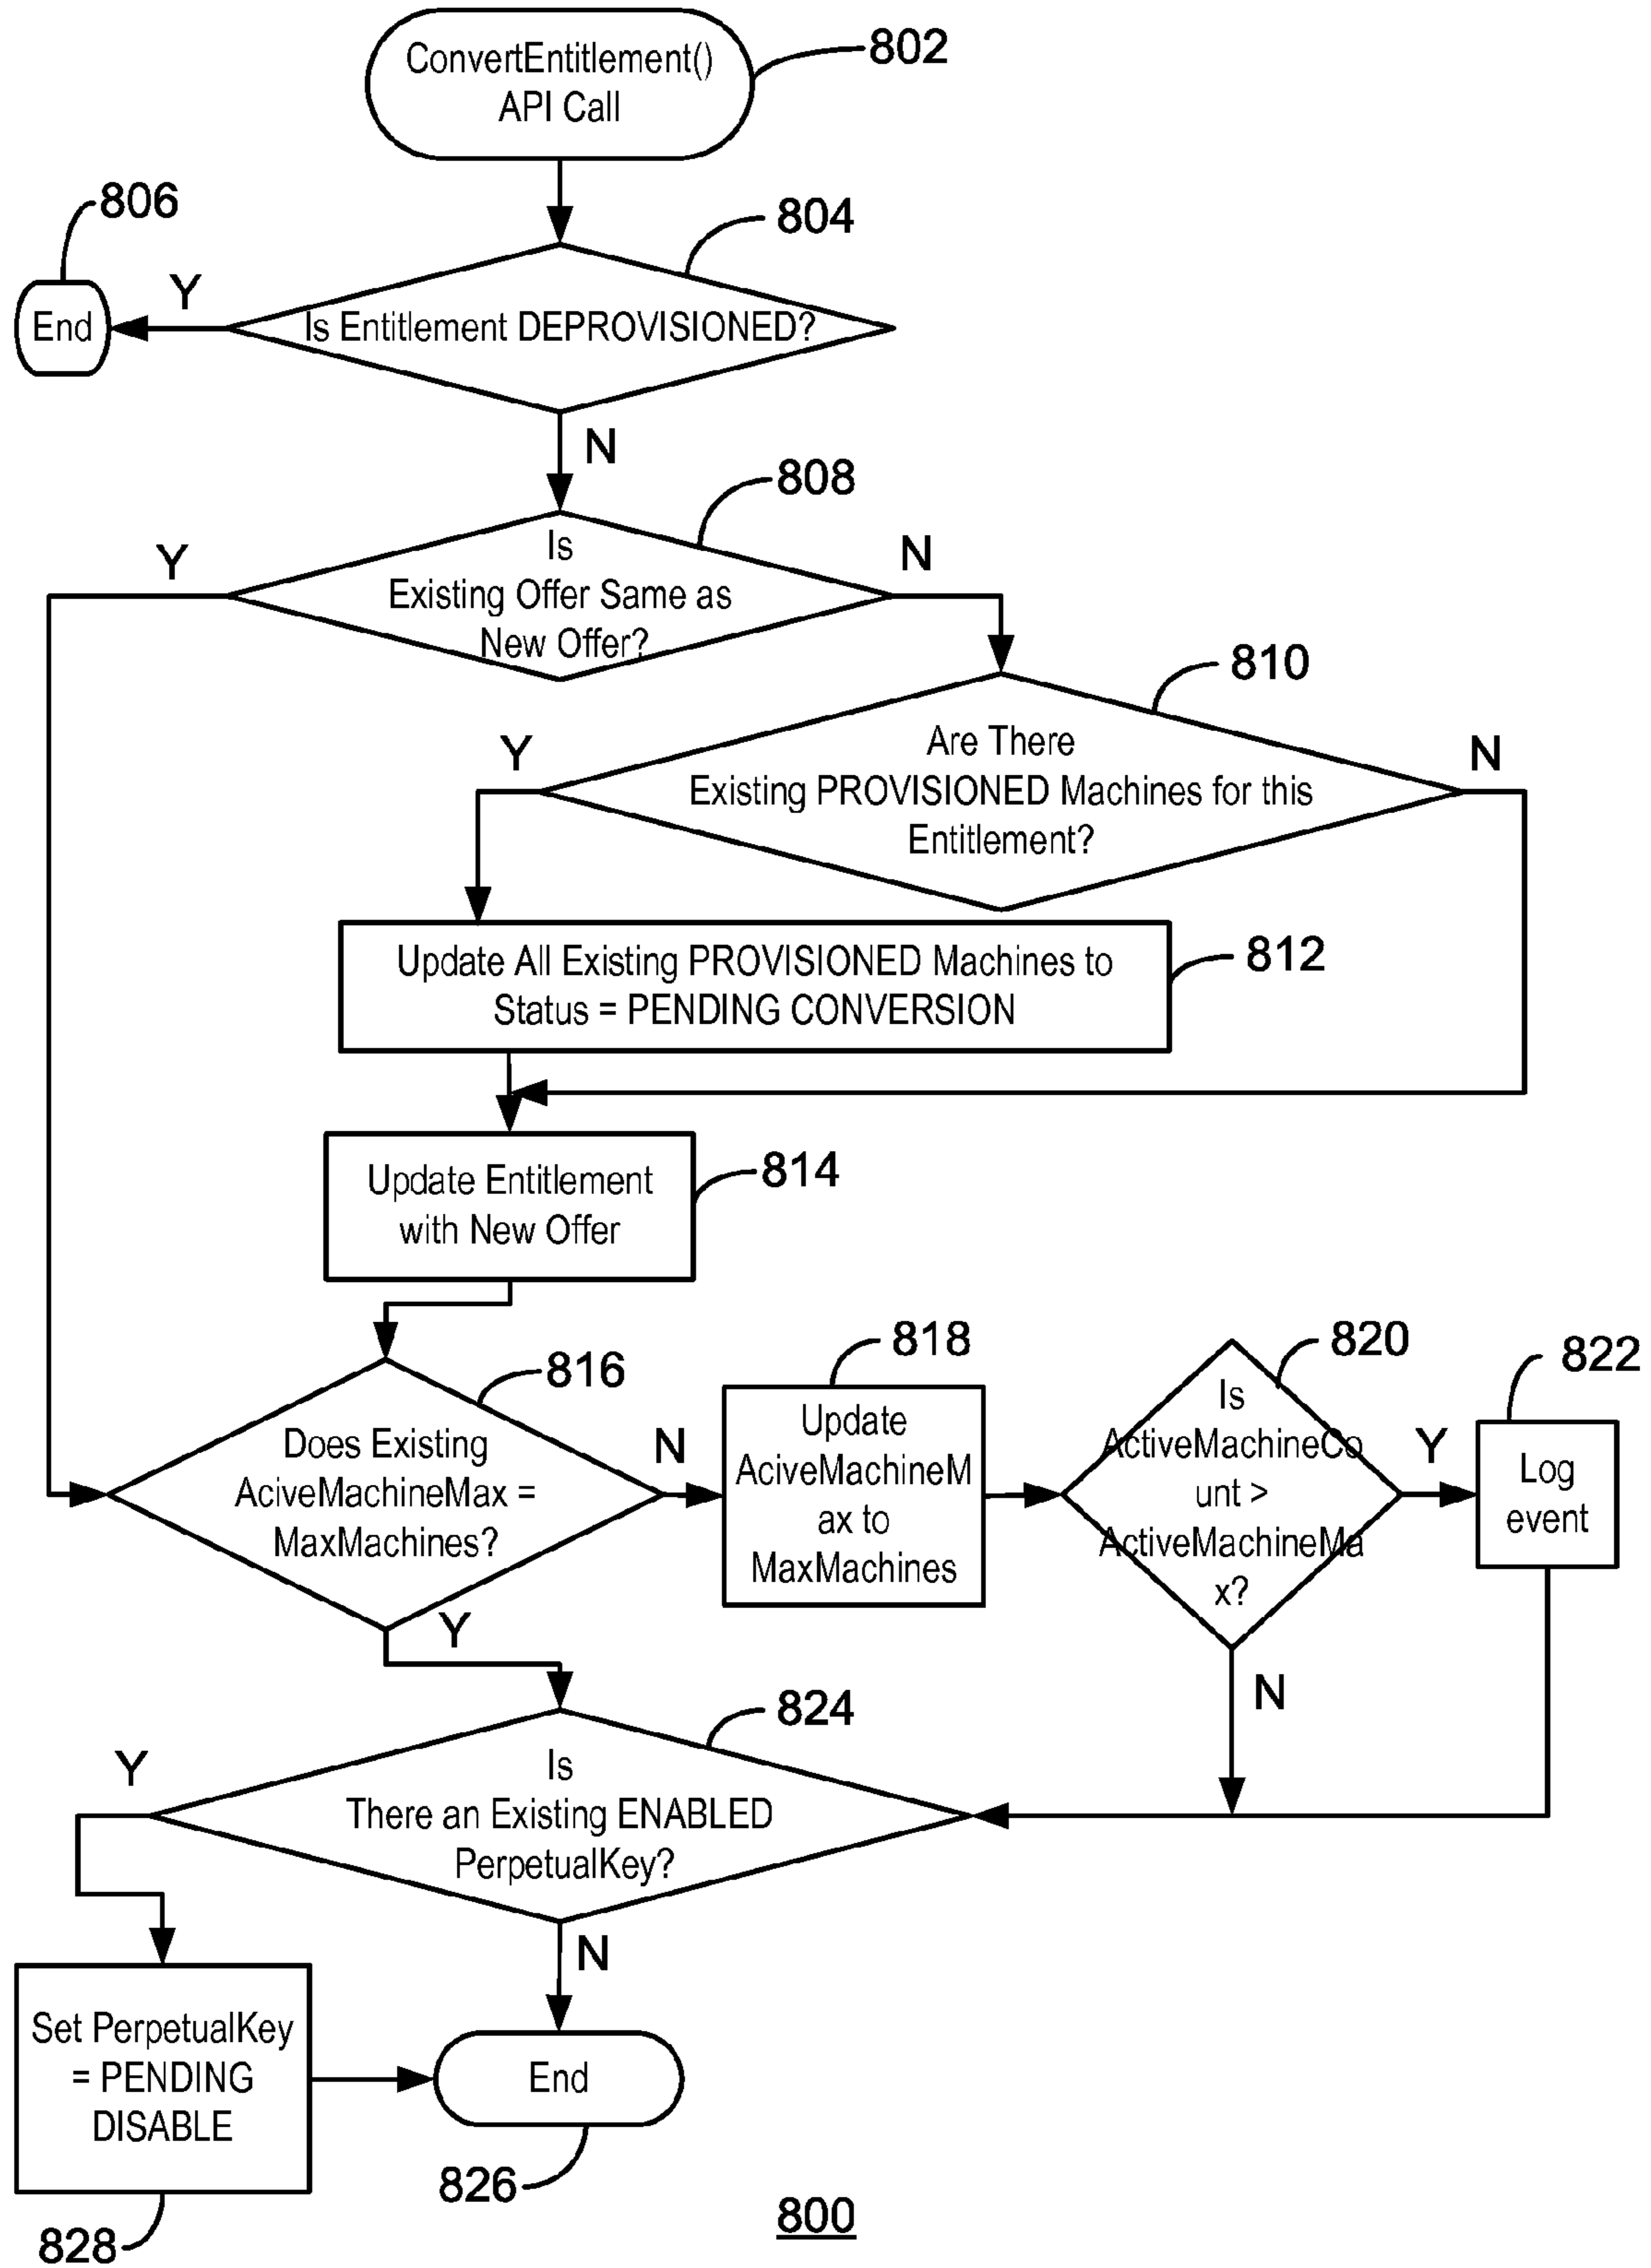 ConvertEntitlement()
API Call
802
806
804
Y
End
Is Entitlement DEPROVISIONED?
N
808
Y
N
Is
Existing Offer Same as
New Offer?
810
Y
N
Are There
Existing PROVISIONED Machines for this
Entitlement?
Update All Existing PROVISIONED Machines to
Status = PENDING CONVERSION
812
Update Entitlement
with New Offer
814
816
818
820
822
Does Existing
AciveMachineMax =
MaxMachines?
N
Update
AciveMachineM
ax to
MaxMachines
Is
ActiveMachineCo
unt >
ActiveMachineMa
x?
Y
Log
event
Y
N
824
Y
Is
There an Existing ENABLED
PerpetualKey?
N
Set PerpetualKey
= PENDING
DISABLE
End
826
828
800